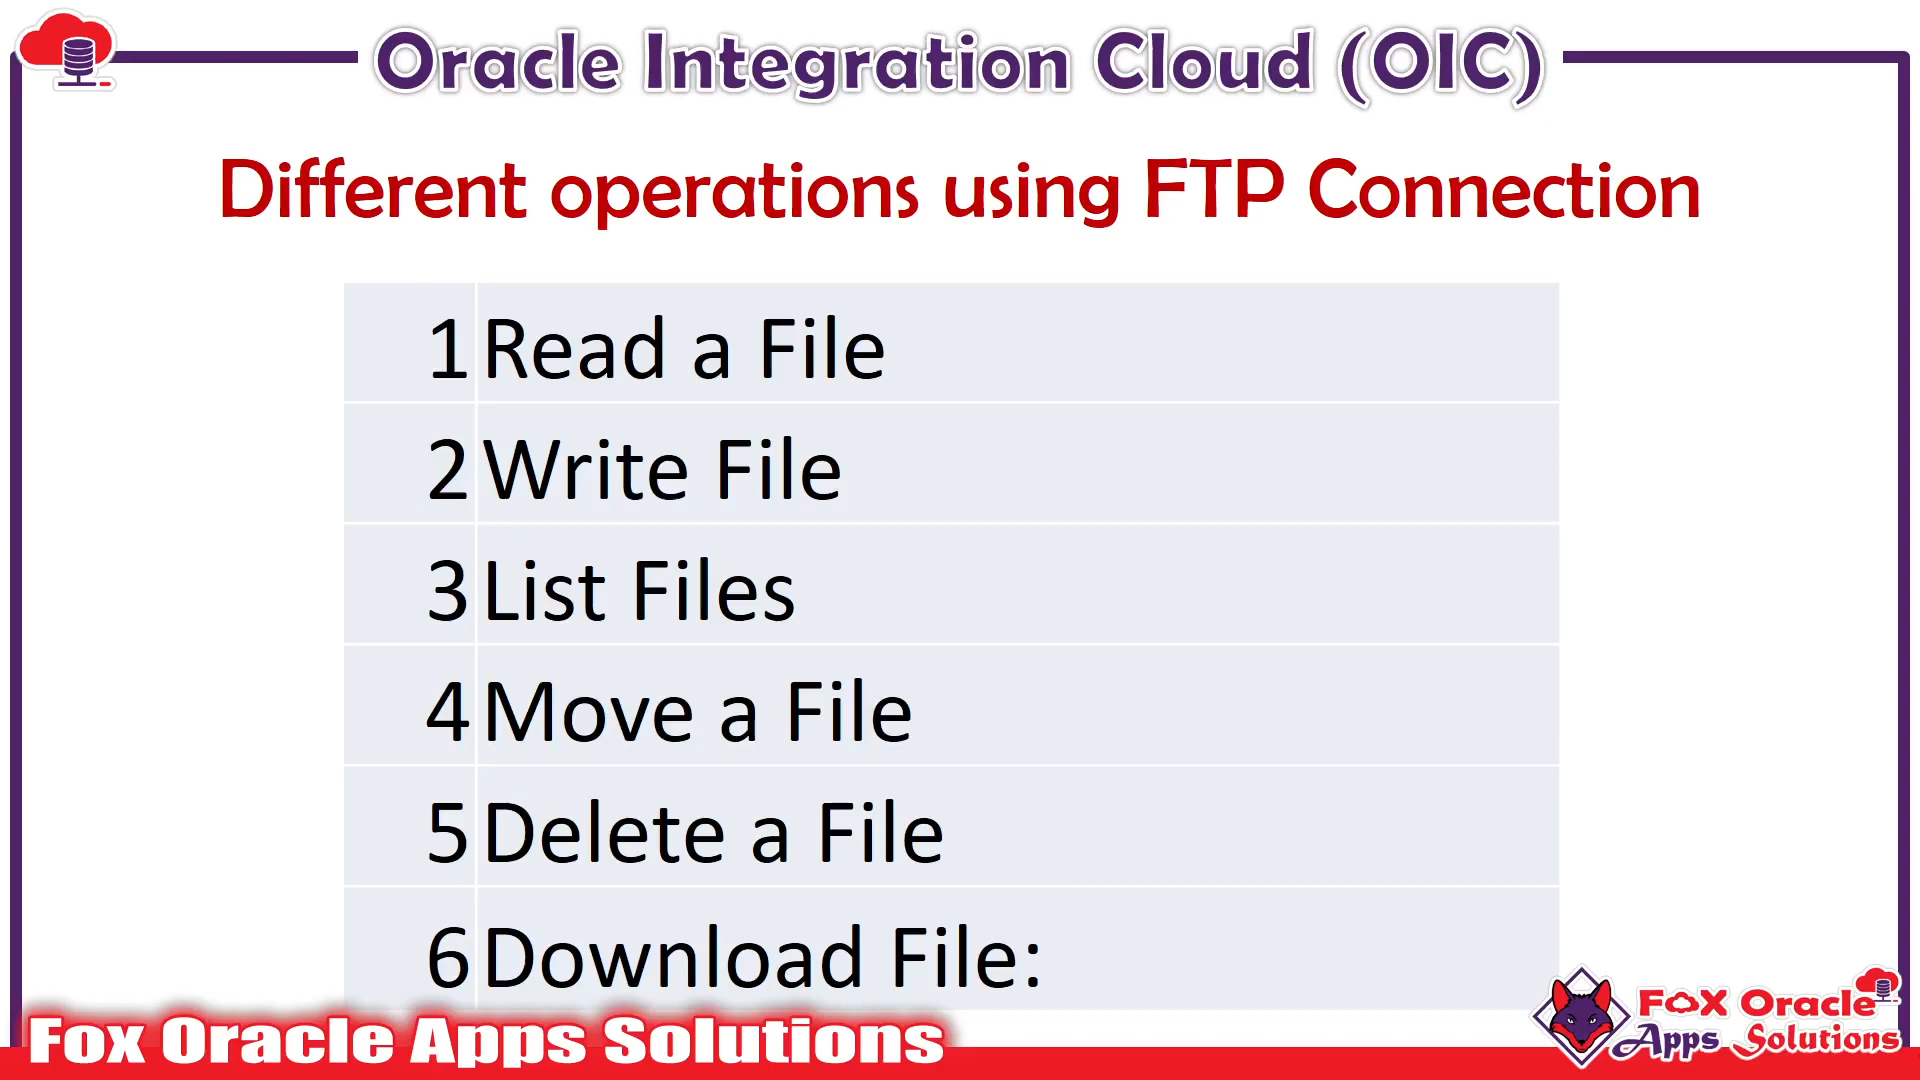 Oracle Integration Cloud (OIC)
Different operations using FTP Connection
1 Read a File
2 Write File
3 List Files
4 Move a File
5 Delete a File
6 Download File:
Fox Oracle Apps Solutions
Fox Oracle
Apps Solutions